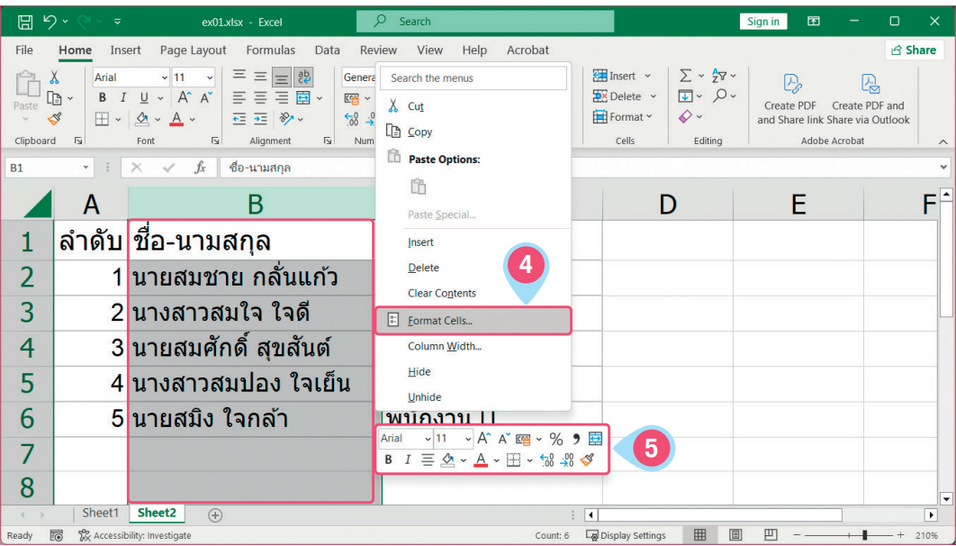 ex01.xlsx - Excel
Search
Sign in
File Home Insert Page Layout Formulas Data Review View Help Acrobat
Share
Paste
Arial 11
B I U A A
A
Genera
Insert
Delete
Format
Create PDF and Share link
Create PDF and Share via Outlook
Clipboard Font Alignment Num Cells Editing Adobe Acrobat
Search the menus
Cut
Copy
Paste Options:
Paste Special...
Insert
Delete
Clear Contents
Format Cells...
Column Width...
Hide
Unhide
4
B1 fx ชื่อ-นามสกุล
A B D E F
1 ลำดับ ชื่อ-นามสกุล
2 1 นายสมชาย กลั่นแก้ว
3 2 นางสาวสมใจ ใจดี
4 3 นายสมศักดิ์ สุขสันต์
5 4 นางสาวสมปอง ใจเย็น
6 5 นายสมิง ใจกล้า พนักงาน IT
7
8
Arial 11 A A % 9
B I A
5
Sheet1 Sheet2
Ready Accessibility: Investigate Count: 6 Display Settings 210%